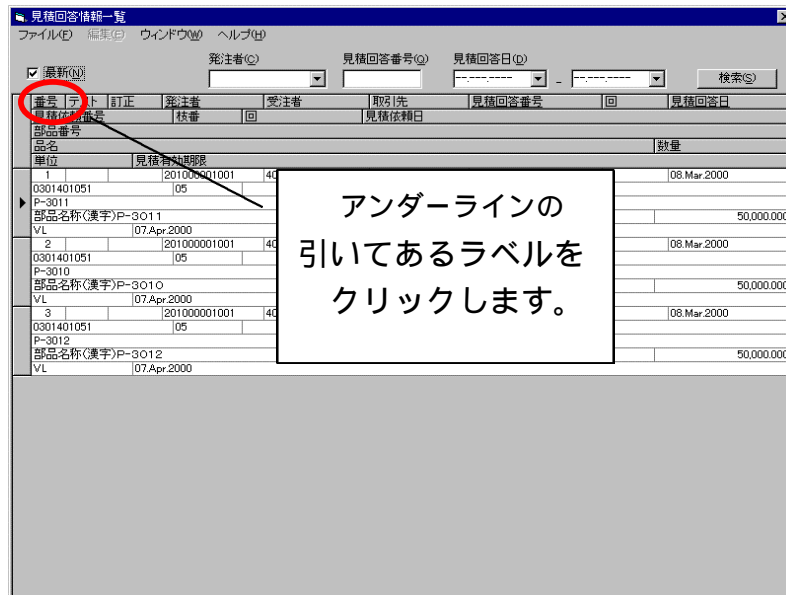 見積回答情報一覧
ファイル(F) 編集(E) ウィンドウ(W) ヘルプ(H)
発注者(C) 見積回答番号(Q) 見積回答日(D)
最新(N) --.---.---- - --.---.---- 検索(S)
番号 テスト 訂正 発注者 受注者 取引先 見積回答番号 回 見積回答日
見積依頼番号 枝番 回 見積依頼日
部品番号
品名 数量
単位 見積有効期限
1 201000001001 40 08.Mar.2000
0301401051 05
P-3011
部品名称(漢字)P-3011 50,000.000
VL 07.Apr.2000
2 201000001001 40 08.Mar.2000
0301401051 05
P-3010
部品名称(漢字)P-3010 50,000.000
VL 07.Apr.2000
3 201000001001 40 08.Mar.2000
0301401051 05
P-3012
部品名称(漢字)P-3012 50,000.000
VL 07.Apr.2000
アンダーラインの
引いてあるラベルを
クリックします。